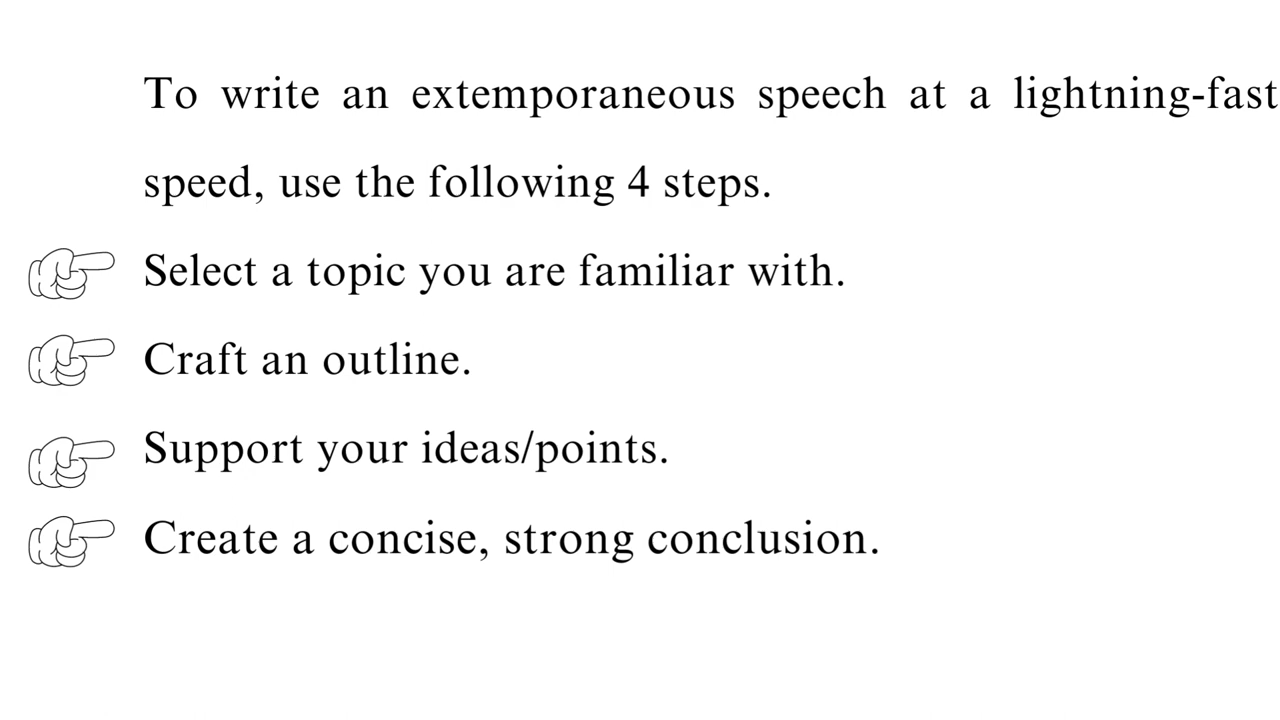 To write an extemporaneous speech at a lightning-fast
speed, use the following 4 steps.
Select a topic you are familiar with.
Craft an outline.
Support your ideas/points.
Create a concise, strong conclusion.